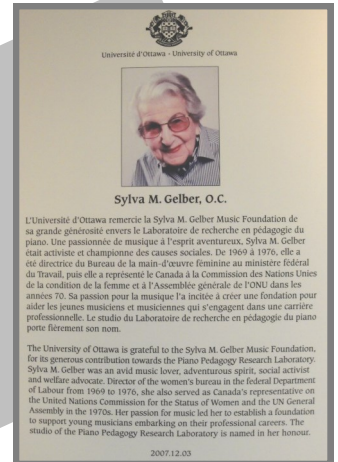 Université d'Ottawa - University of Ottawa
Sylva M. Gelber, O.C.
L'Université d'Ottawa remercie la Sylva M. Gelber Music Foundation de
sa grande générosité envers le Laboratoire de recherche en pédagogie du
piano. Une passionnée de musique à l'esprit aventureux, Sylva M. Gelber
était activiste et championne des causes sociales. De 1969 à 1976, elle a
été directrice du Bureau de la main-d'œuvre féminine au ministère fédéral
du Travail, puis elle a représenté le Canada à la Commission des Nations Unies
de la condition de la femme et à l'Assemblée générale de l'ONU dans les
années 70. Sa passion pour la musique l'a incitée à créer une fondation pour
aider les jeunes musiciens et musiciennes qui s'engagent dans une carrière
professionnelle. Le studio du Laboratoire de recherche en pédagogie du piano
porte fièrement son nom.
The University of Ottawa is grateful to the Sylva M. Gelber Music Foundation,
for its generous contribution towards the Piano Pedagogy Research Laboratory.
Sylva M. Gelber was an avid music lover, adventurous spirit, social activist
and welfare advocate. Director of the women's bureau in the federal Department
of Labour from 1969 to 1976, she also served as Canada's representative on
the United Nations Commission for the Status of Women and the UN General
Assembly in the 1970s. Her passion for music led her to establish a foundation
to support young musicians embarking on their professional careers. The
studio of the Piano Pedagogy Research Laboratory is named in her honour.
2007.12.03